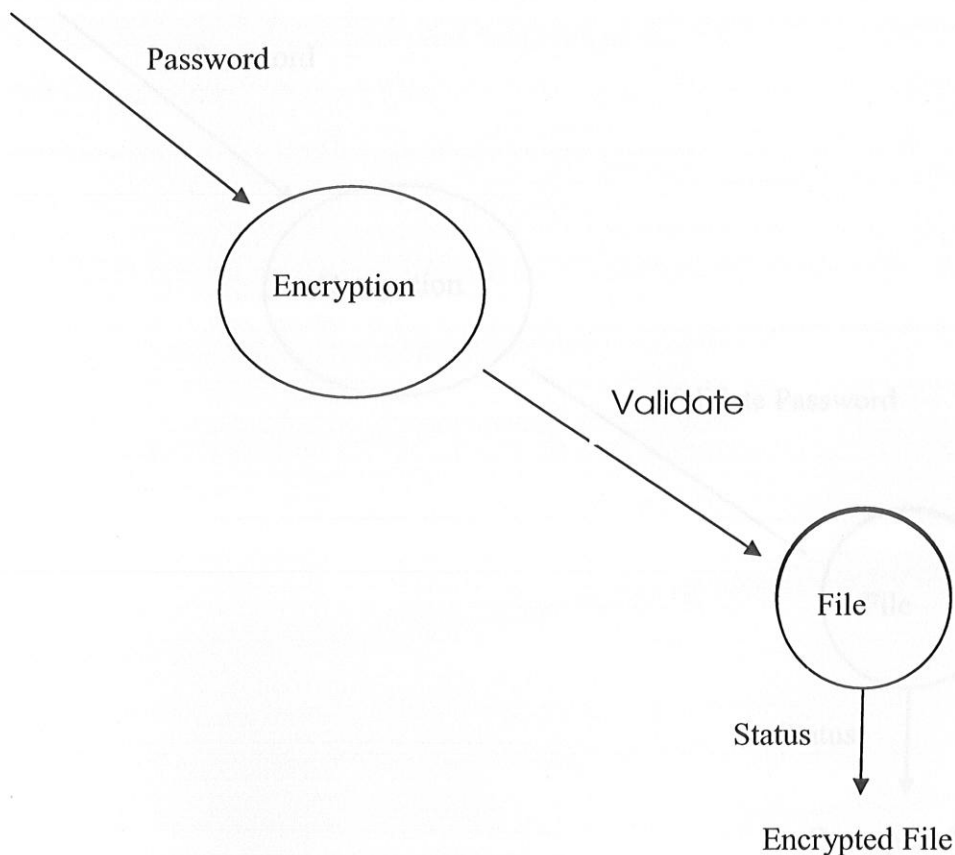 Password
Encryption
Validate
File
Status
Encrypted File